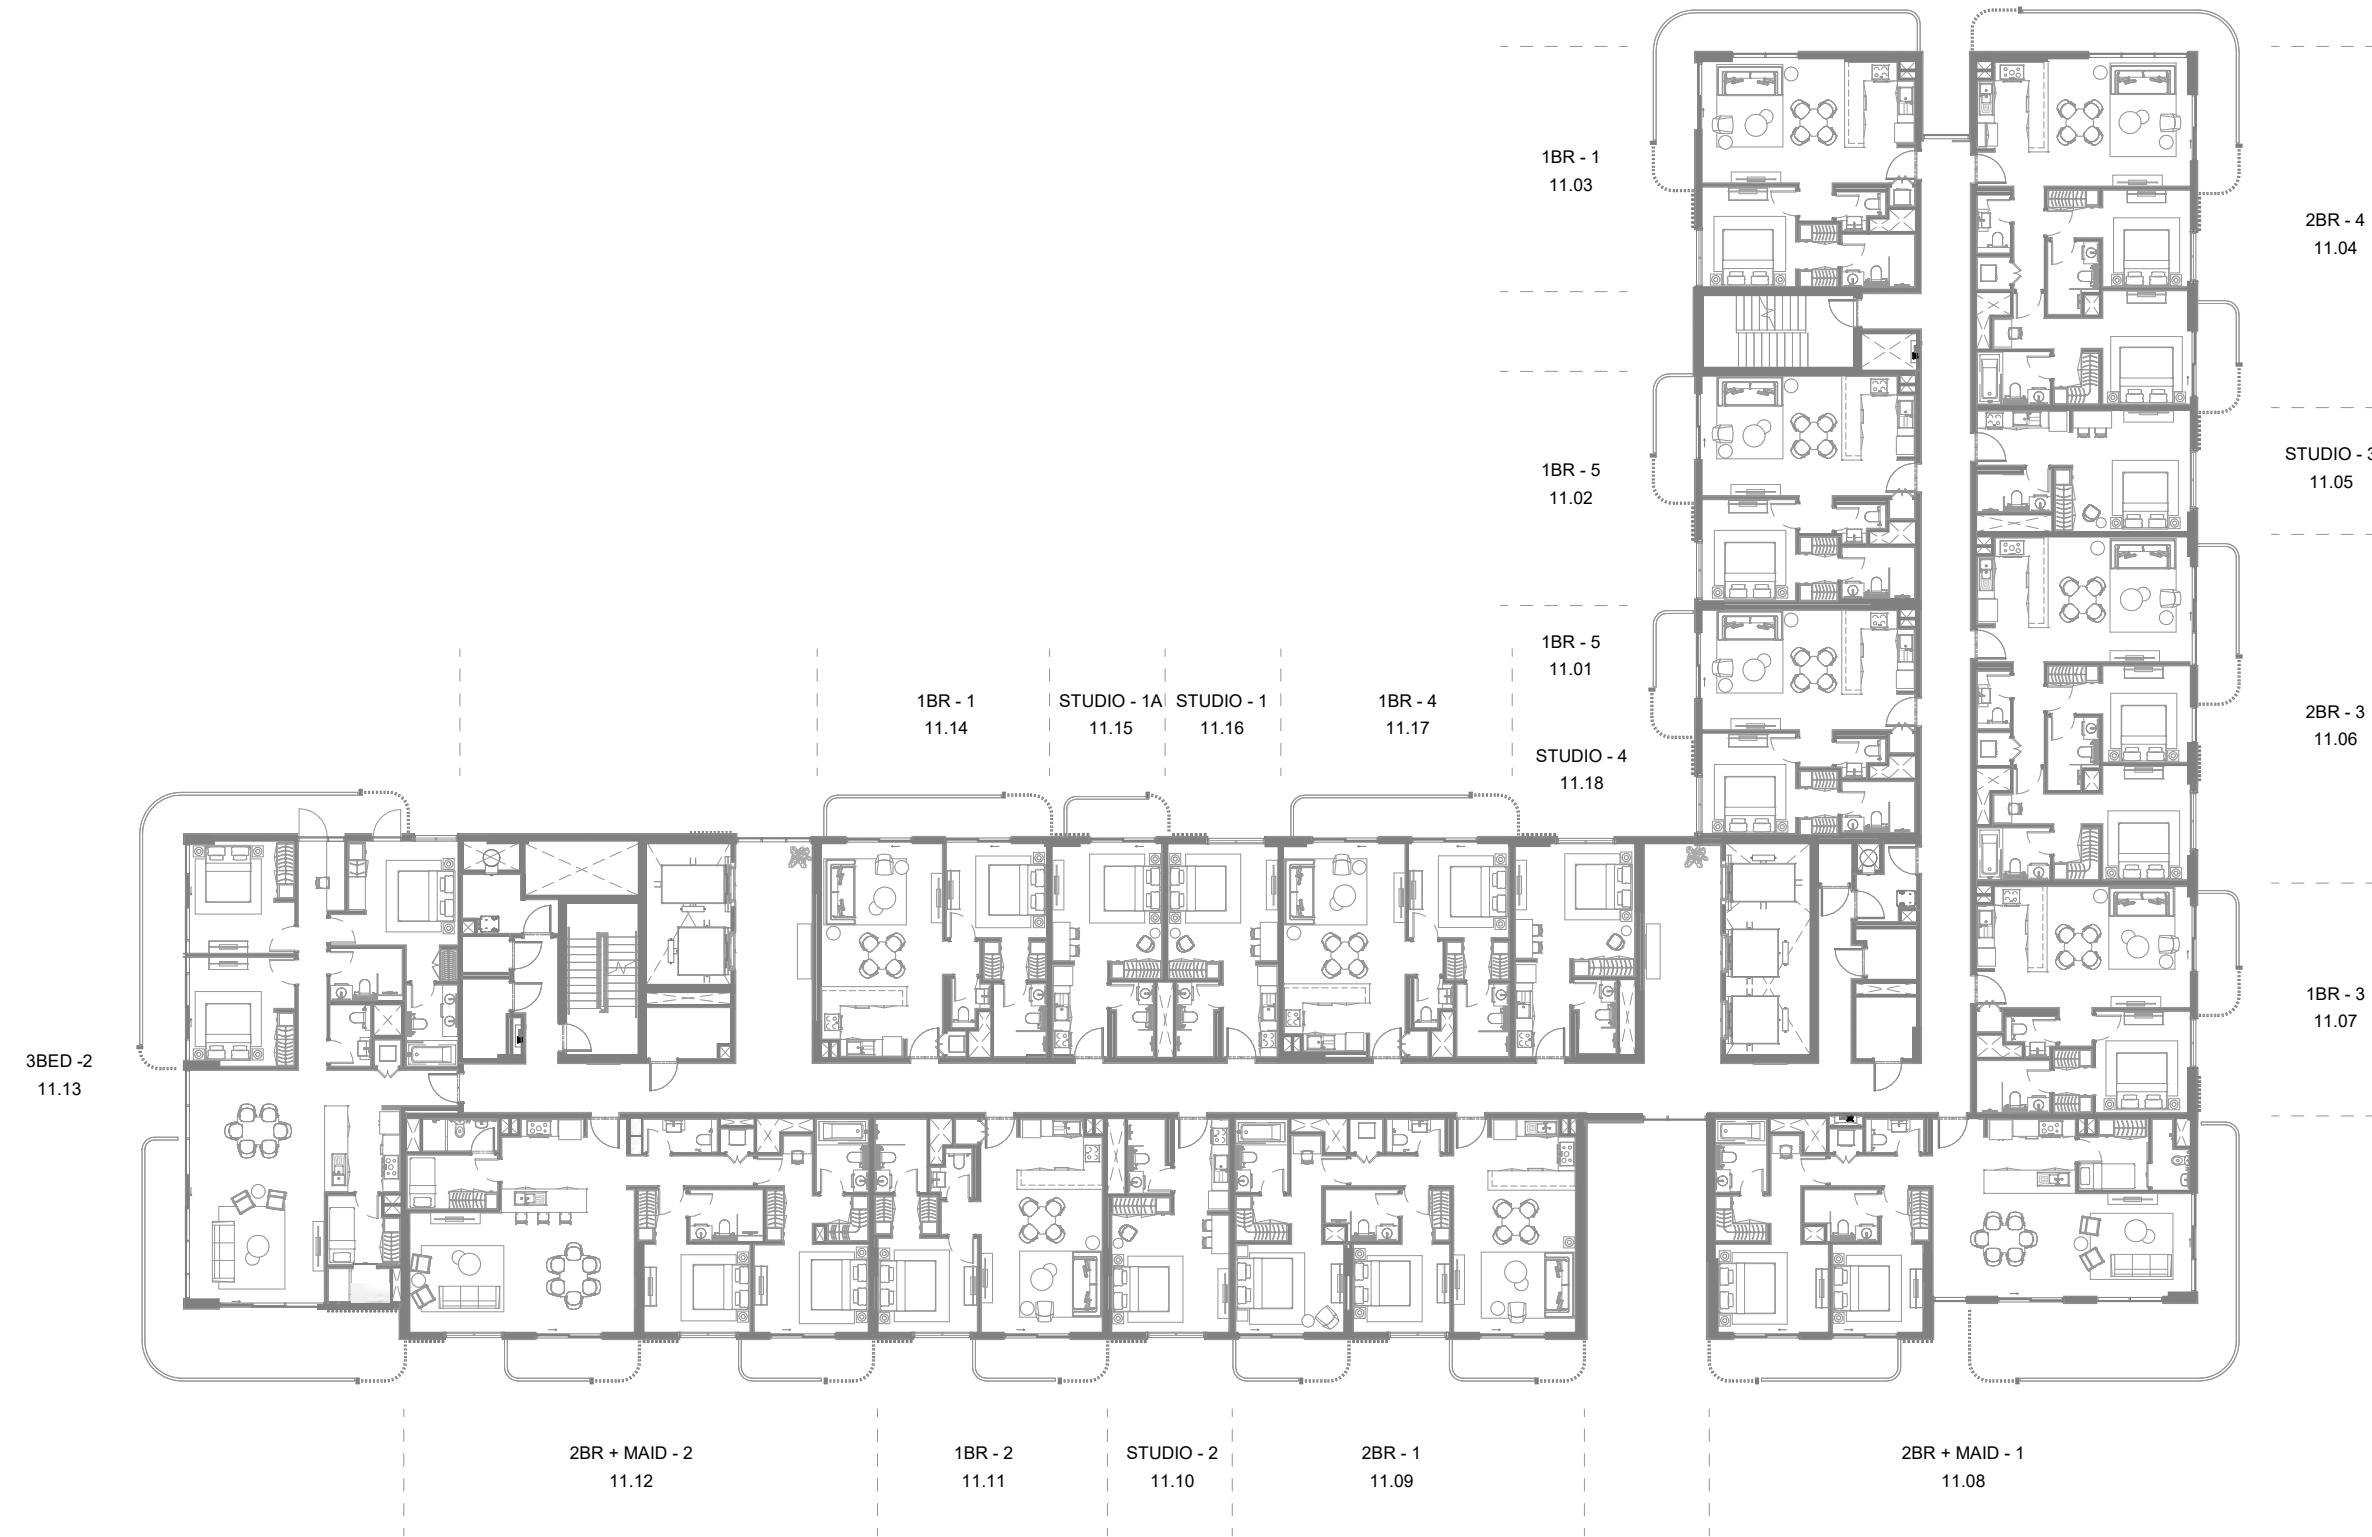 1BR - 1
11.03
2BR - 4
11.04
STUDIO - 3
11.05
1BR - 5
11.02
1BR - 5
11.01
1BR - 1
11.14
STUDIO - 1A
11.15
STUDIO - 1
11.16
1BR - 4
11.17
STUDIO - 4
11.18
2BR - 3
11.06
1BR - 3
11.07
3BED -2
11.13
2BR + MAID - 2
11.12
1BR - 2
11.11
STUDIO - 2
11.10
2BR - 1
11.09
2BR + MAID - 1
11.08